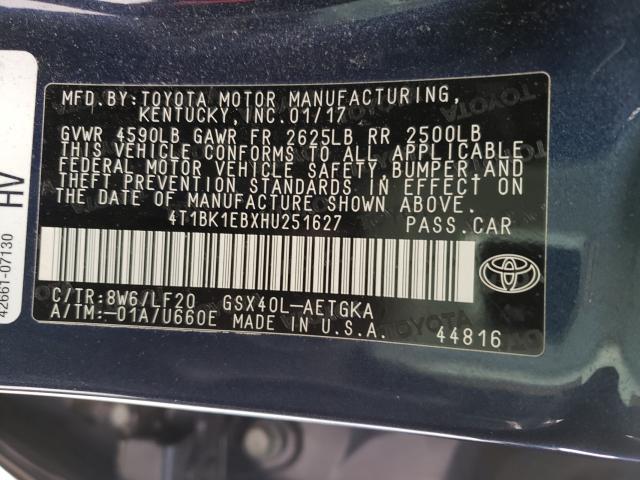 MFD.BY:TOYOTA MOTOR MANUFACTURING,
KENTUCKY,INC.01/17
GVWR 4590LB GAWR FR 2625LB RR 2500LB
THIS VEHICLE CONFORMS TO ALL APPLICABLE
FEDERAL MOTOR VEHICLE SAFETY,BUMPER,AND
THEFT PREVENTION STANDARDS IN EFFECT ON
THE DATE OF MANUFACTURE SHOWN ABOVE.
4T1BK1EBXHU251627 PASS.CAR
C/TR:8W6/LF20 GSX40L-AETGKA
A/TM:-01A/U660E MADE IN U.S.A. 44816
42661-07130
HV